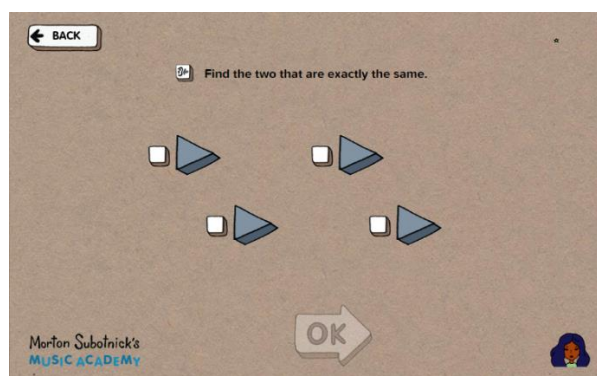 BACK
Find the two that are exactly the same.
OK
Morton Subotnick's
MUSIC ACADEMY